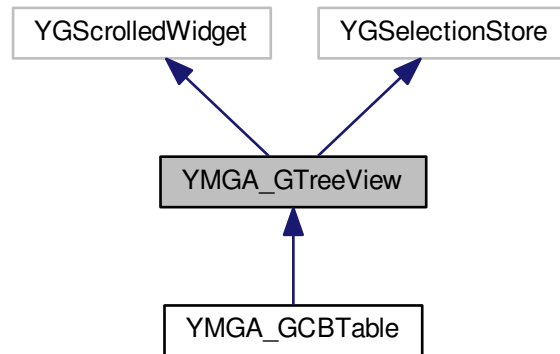 YGScrolledWidget
YGSelectionStore
YMGA_GTreeView
YMGA_GCBTable